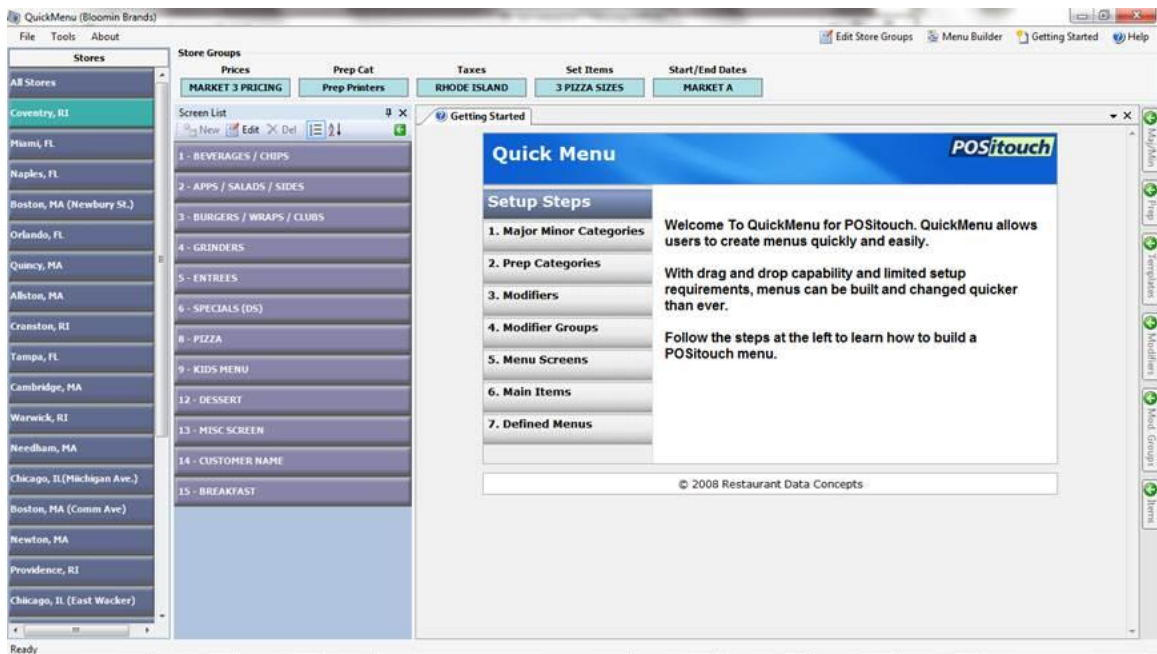 QuickMenu (Bloomin Brands)
File Tools About
Edit Store Groups Menu Builder Getting Started Help
Stores
All Stores
Coventry, RI
Miami, FL
Naples, FL
Boston, MA (Newbury St.)
Orlando, FL
Quincy, MA
Allston, MA
Cranston, RI
Tampa, FL
Cambridge, MA
Warwick, RI
Needham, MA
Chicago, IL(Miichigan Ave.)
Boston, MA (Comm Ave)
Newton, MA
Providence, RI
Chiicago, IL (East Wacker)
Store Groups
Prices Prep Cat Taxes Set Items Start/End Dates
MARKET 3 PRICING Prep Printers RHODE ISLAND 3 PIZZA SIZES MARKET A
Screen List
New Edit Del
1 - BEVERAGES / CHIPS
2 - APPS / SALADS / SIDES
3 - BURGERS / WRAPS / CLUBS
4 - GRINDERS
5 - ENTREES
6 - SPECIALS (DS)
8 - PIZZA
9 - KIDS MENU
12 - DESSERT
13 - MISC SCREEN
14 - CUSTOMER NAME
15 - BREAKFAST
Getting Started
Quick Menu
POSitouch
Setup Steps
1. Major Minor Categories
2. Prep Categories
3. Modifiers
4. Modifier Groups
5. Menu Screens
6. Main Items
7. Defined Menus
Welcome To QuickMenu for POSitouch. QuickMenu allows
users to create menus quickly and easily.
With drag and drop capability and limited setup
requirements, menus can be built and changed quicker
than ever.
Follow the steps at the left to learn how to build a
POSitouch menu.
© 2008 Restaurant Data Concepts
Maj/Min
Prep
Templates
Modifiers
Mod. Groups
Items
Ready